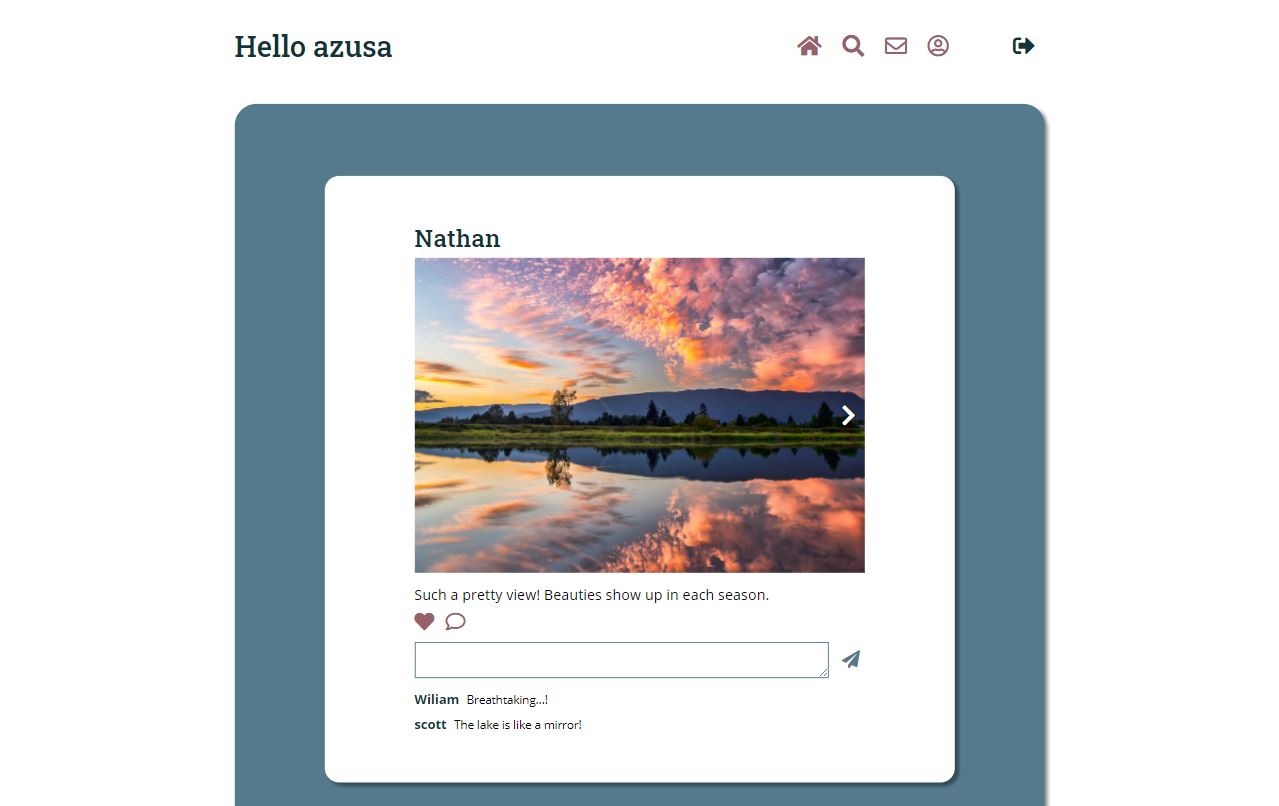 Hello azusa
Nathan
Such a pretty view! Beauties show up in each season.
Wiliam Breathtaking...!
scott The lake is like a mirror!